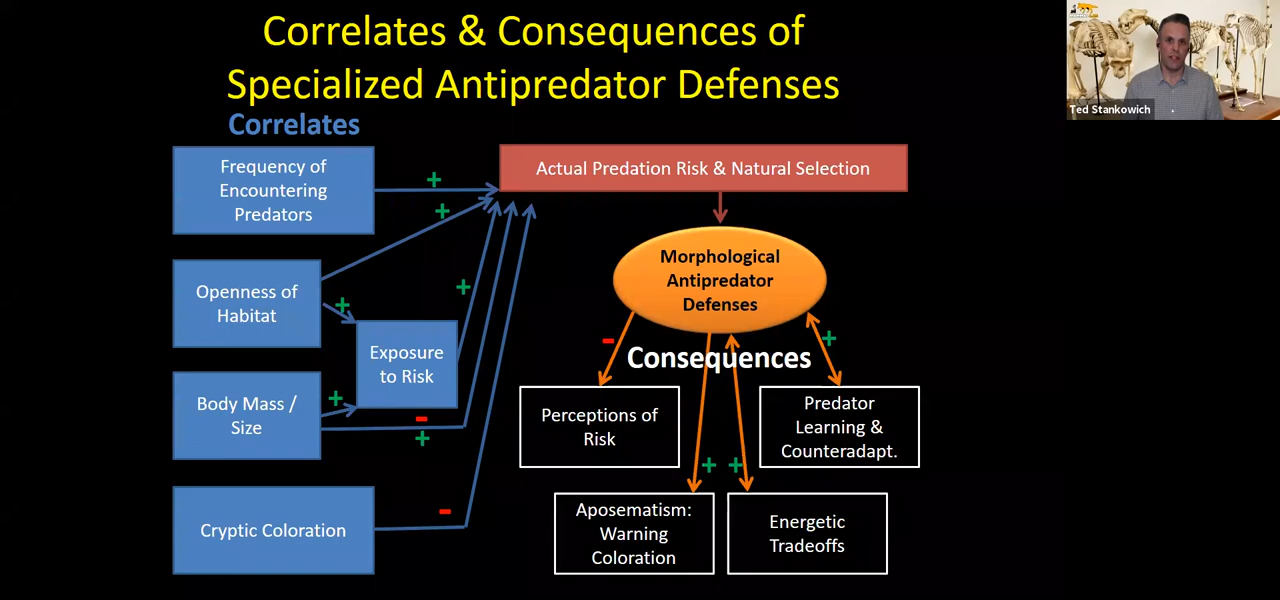 Correlates & Consequences of
Specialized Antipredator Defenses
Correlates
Frequency of
Encountering
Predators
Openness of
Habitat
Exposure
to Risk
Body Mass /
Size
Cryptic Coloration
Actual Predation Risk & Natural Selection
Morphological
Antipredator
Defenses
Consequences
Perceptions of
Risk
Predator
Learning &
Counteradapt.
Aposematism:
Warning
Coloration
Energetic
Tradeoffs
+
+
+
+
+
-
+
-
-
+
+
+
Ted Stankowich